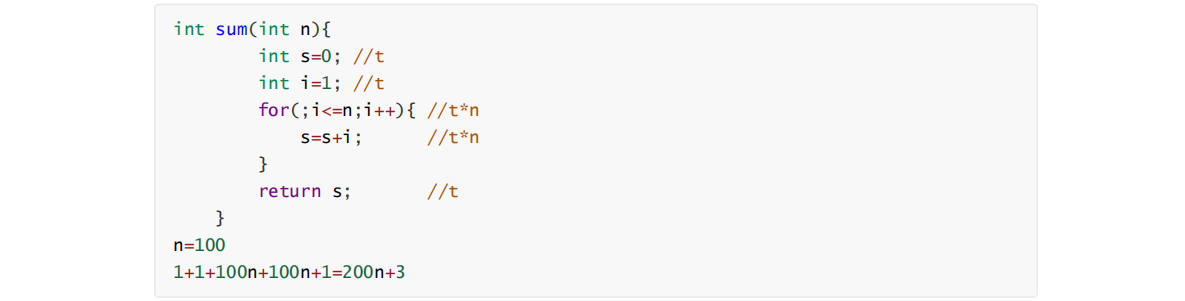 int sum(int n){
int s=0; //t
int i=1; //t
for(;i<=n;i++){ //t*n
s=s+i; //t*n
}
return s; //t
}
n=100
1+1+100n+100n+1=200n+3